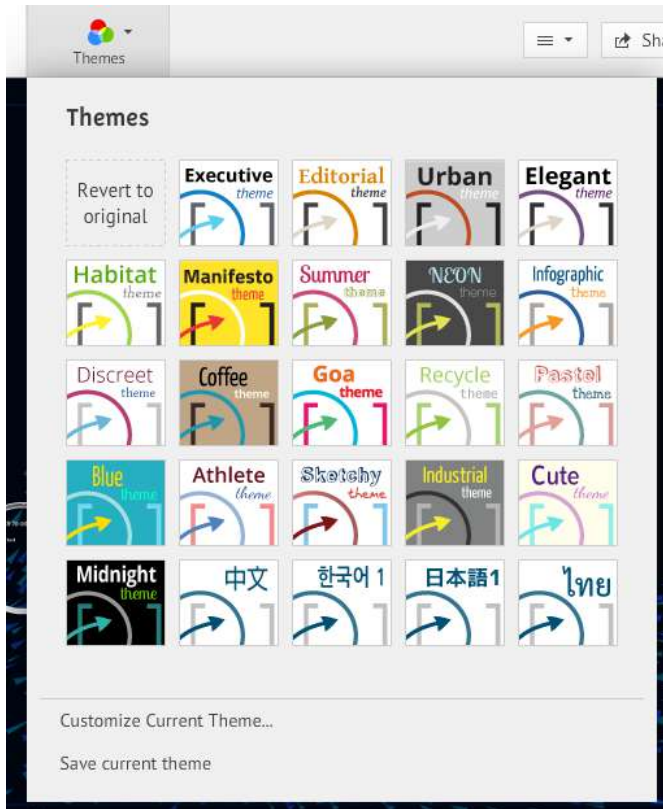 Themes
Sha
Themes
Revert to
original
Executive
theme
Editorial
theme
Urban
theme
Elegant
theme
Habitat
theme
Manifesto
theme
Summer
theme
NEON
theme
Infographic
theme
Discreet
theme
Coffee
theme
Goa
theme
Recycle
theme
Pastel
theme
Blue
theme
Athlete
theme
Sketchy
theme
Industrial
theme
Cute
theme
Midnight
theme
中文
한국어 1
日本語1
ไทย
Customize Current Theme...
Save current theme